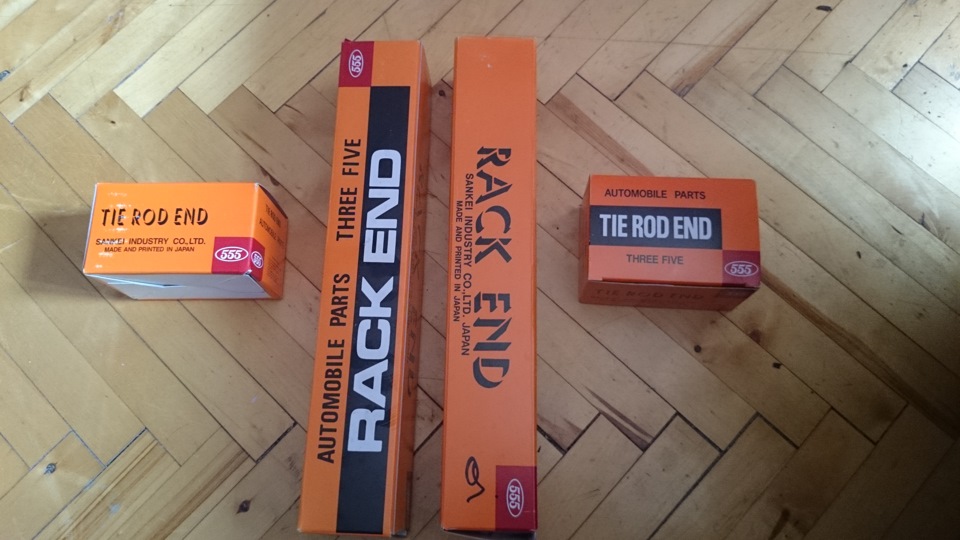 TIE ROD END
SANKEI INDUSTRY CO.,LTD.
MADE AND PRINTED IN JAPAN
555
555
555
AUTOMOBILE PARTS THREE FIVE
RACK END
RACK END
SANKEI INDUSTRY CO.,LTD. JAPAN
MADE AND PRINTED IN JAPAN
555
AUTOMOBILE PARTS
TIE ROD END
THREE FIVE
555
TIE ROD END